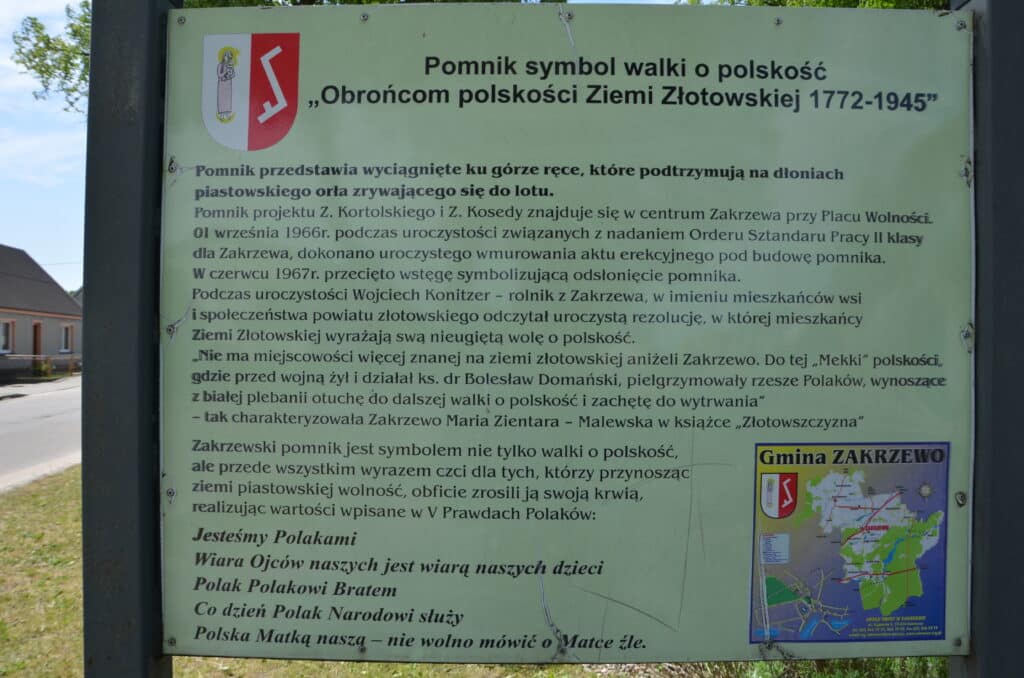 Pomnik symbol walki o polskość
„Obrońcom polskości Ziemi Złotowskiej 1772-1945”
Pomnik przedstawia wyciągnięte ku górze ręce, które podtrzymują na dłoniach
piastowskiego orła zrywającego się do lotu.
Pomnik projektu Z. Kortolskiego i Z. Kosedy znajduje się w centrum Zakrzewa przy Placu Wolności.
01 września 1966r. podczas uroczystości związanych z nadaniem Orderu Sztandaru Pracy II klasy
dla Zakrzewa, dokonano uroczystego wmurowania aktu erekcyjnego pod budowę pomnika.
W czerwcu 1967r. przecięto wstęgę symbolizującą odsłonięcie pomnika.
Podczas uroczystości Wojciech Konitzer – rolnik z Zakrzewa, w imieniu mieszkańców wsi
i społeczeństwa powiatu złotowskiego odczytał uroczystą rezolucję, w której mieszkańcy
Ziemi Złotowskiej wyrażają swą nieugiętą wolę o polskość.
„Nie ma miejscowości więcej znanej na ziemi złotowskiej aniżeli Zakrzewo. Do tej „Mekki” polskości,
gdzie przed wojną żył i działał ks. dr Bolesław Domański, pielgrzymowały rzesze Polaków, wynoszące
z białej plebanii otuchę do dalszej walki o polskość i zachętę do wytrwania”
– tak charakteryzowała Zakrzewo Maria Zientara – Malewska w książce „Złotowszczyzna”
Zakrzewski pomnik jest symbolem nie tylko walki o polskość,
ale przede wszystkim wyrazem czci dla tych, którzy przynosząc
ziemi piastowskiej wolność, obficie zrosili ją swoją krwią,
realizując wartości wpisane w V Prawdach Polaków:
Jesteśmy Polakami
Wiara Ojców naszych jest wiarą naszych dzieci
Polak Polakowi Bratem
Co dzień Polak Narodowi służy
Polska Matką naszą – nie wolno mówić o Matce źle.
Gmina ZAKRZEWO